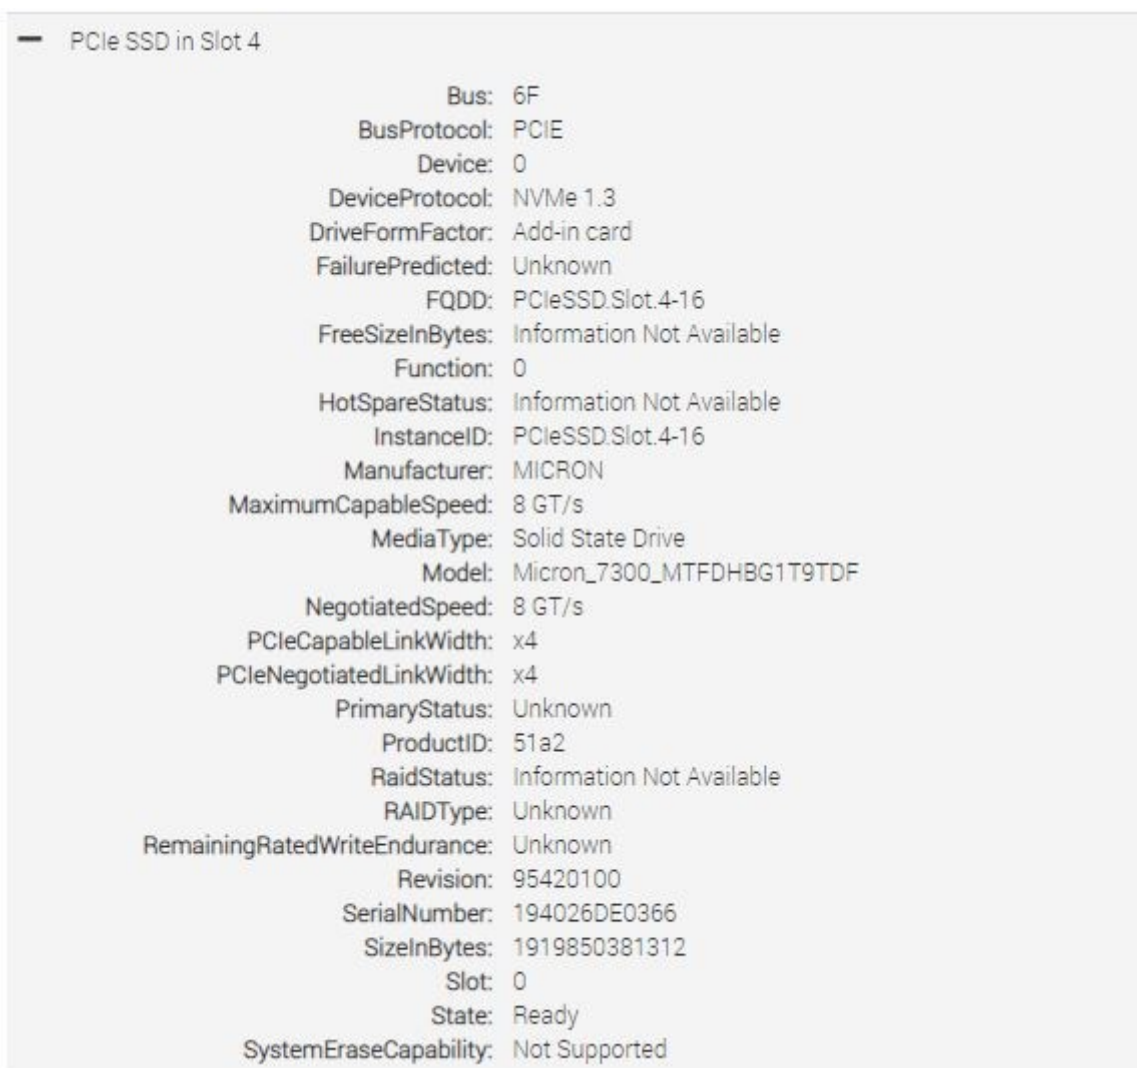 PCIe SSD in Slot 4
Bus: 6F
BusProtocol: PCIE
Device: 0
DeviceProtocol: NVMe 1.3
DriveFormFactor: Add-in card
FailurePredicted: Unknown
FQDD: PCIeSSD.Slot.4-16
FreeSizeInBytes: Information Not Available
Function: 0
HotSpareStatus: Information Not Available
InstanceID: PCIeSSD.Slot.4-16
Manufacturer: MICRON
MaximumCapableSpeed: 8 GT/s
MediaType: Solid State Drive
Model: Micron_7300_MTFDHBG1T9TDF
NegotiatedSpeed: 8 GT/s
PCIeCapableLinkWidth: x4
PCIeNegotiatedLinkWidth: x4
PrimaryStatus: Unknown
ProductID: 51a2
RaidStatus: Information Not Available
RAIDType: Unknown
RemainingRatedWriteEndurance: Unknown
Revision: 95420100
SerialNumber: 194026DE0366
SizeInBytes: 1919850381312
Slot: 0
State: Ready
SystemEraseCapability: Not Supported